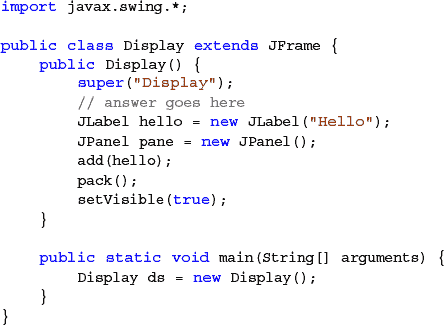 import javax.swing.*;
public class Display extends JFrame {
    public Display() {
        super("Display");
        // answer goes here
        JLabel hello = new JLabel("Hello");
        JPanel pane = new JPanel();
        add(hello);
        pack();
        setVisible(true);
    }
    public static void main(String[] arguments) {
        Display ds = new Display();
    }
}